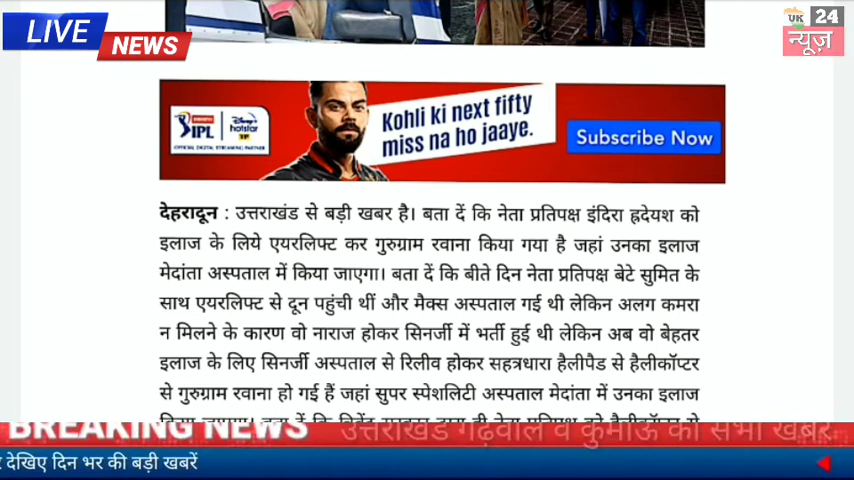 LIVE
NEWS
UK 24
न्यूज़
IPL
Disney+
hotstar
VIP
OFFICIAL DIGITAL STREAMING PARTNER
Kohli ki next fifty
miss na ho jaaye.
Subscribe Now
देहरादून : उत्तराखंड से बड़ी खबर है। बता दें कि नेता प्रतिपक्ष इंदिरा ह्रदेयश को
इलाज के लिये एयरलिफ्ट कर गुरुग्राम रवाना किया गया है जहां उनका इलाज
मेदांता अस्पताल में किया जाएगा। बता दें कि बीते दिन नेता प्रतिपक्ष बेटे सुमित के
साथ एयरलिफ्ट से दून पहुंची थीं और मैक्स अस्पताल गई थी लेकिन अलग कमरा
न मिलने के कारण वो नाराज होकर सिनर्जी में भर्ती हुई थी लेकिन अब वो बेहतर
इलाज के लिए सिनर्जी अस्पताल से रिलीव होकर सहत्रधारा हैलीपैड से हैलीकॉप्टर
से गुरुग्राम रवाना हो गई हैं जहां सुपर स्पेशलिटी अस्पताल मेदांता में उनका इलाज
BREAKING NEWS
उत्तराखंड गढ़वाल व कुमाऊं की सभी खबर
देखिए दिन भर की बड़ी खबरें